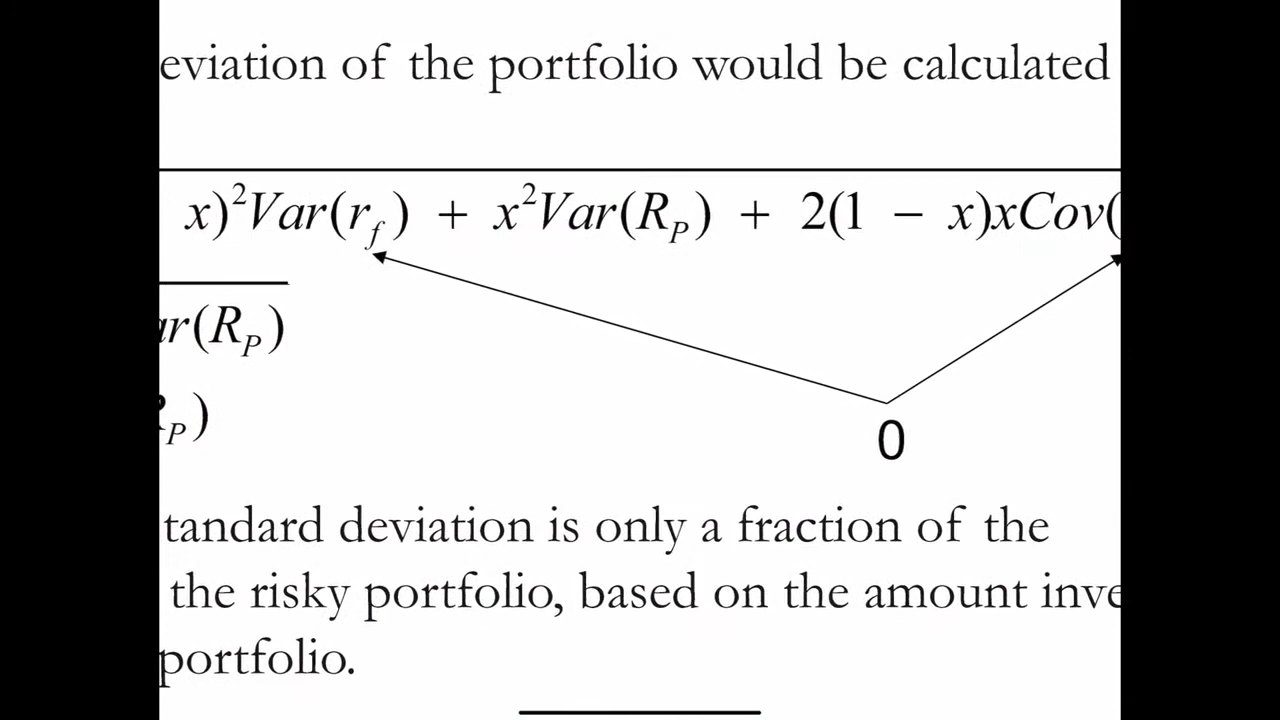 eviation of the portfolio would be calculated
x)²Var(r_f) + x²Var(R_P) + 2(1 − x)xCov(
ar(R_P)
R_P)
0
tandard deviation is only a fraction of the
the risky portfolio, based on the amount inve
portfolio.